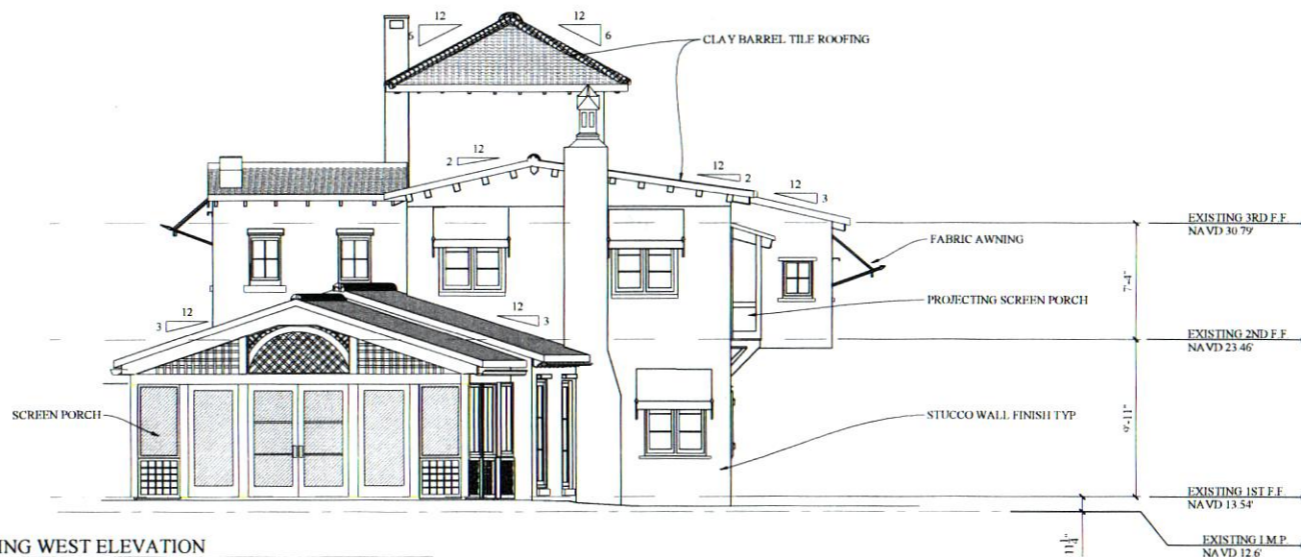 12
6
12
6
CLAY BARREL TILE ROOFING
2
12
12
2
12
3
EXISTING 3RD F.F.
NAVD 30.79'
FABRIC AWNING
7'-4"
PROJECTING SCREEN PORCH
3
12
12
3
EXISTING 2ND F.F.
NAVD 23.46'
SCREEN PORCH
STUCCO WALL FINISH TYP
9'-11"
EXISTING 1ST F.F.
NAVD 13.54'
EXISTING I.M.P.
NAVD 12.6'
ING WEST ELEVATION